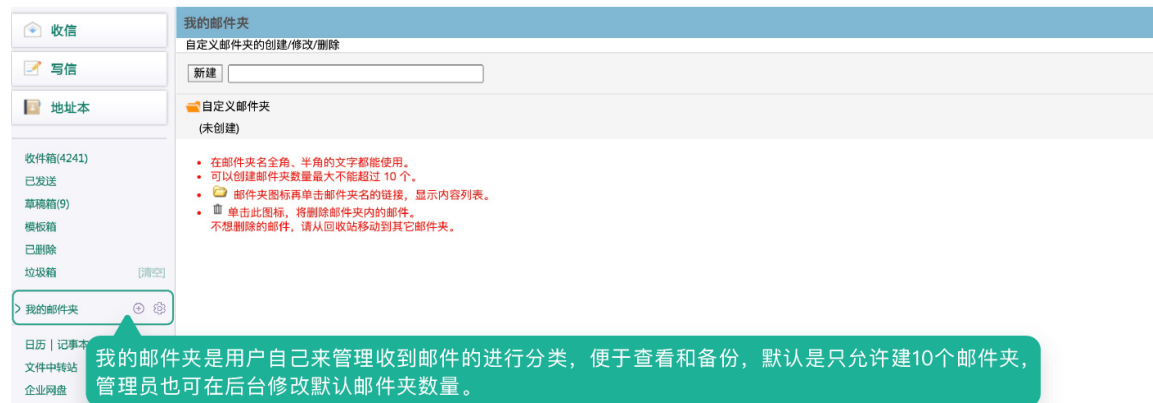 收信
写信
地址本
收件箱(4241)
已发送
草稿箱(9)
模板箱
已删除
垃圾箱 [清空]
我的邮件夹
日历 | 记事本
文件中转站
企业网盘
我的邮件夹
自定义邮件夹的创建/修改/删除
新建
自定义邮件夹
(未创建)
在邮件夹名全角、半角的文字都能使用。
可以创建邮件夹数量最大不能超过 10 个。
邮件夹图标再单击邮件夹名的链接，显示内容列表。
单击此图标，将删除邮件夹内的邮件。
不想删除的邮件，请从回收站移动到其它邮件夹。
我的邮件夹是用户自己来管理收到邮件的进行分类，便于查看和备份，默认是只允许建10个邮件夹，
管理员也可在后台修改默认邮件夹数量。